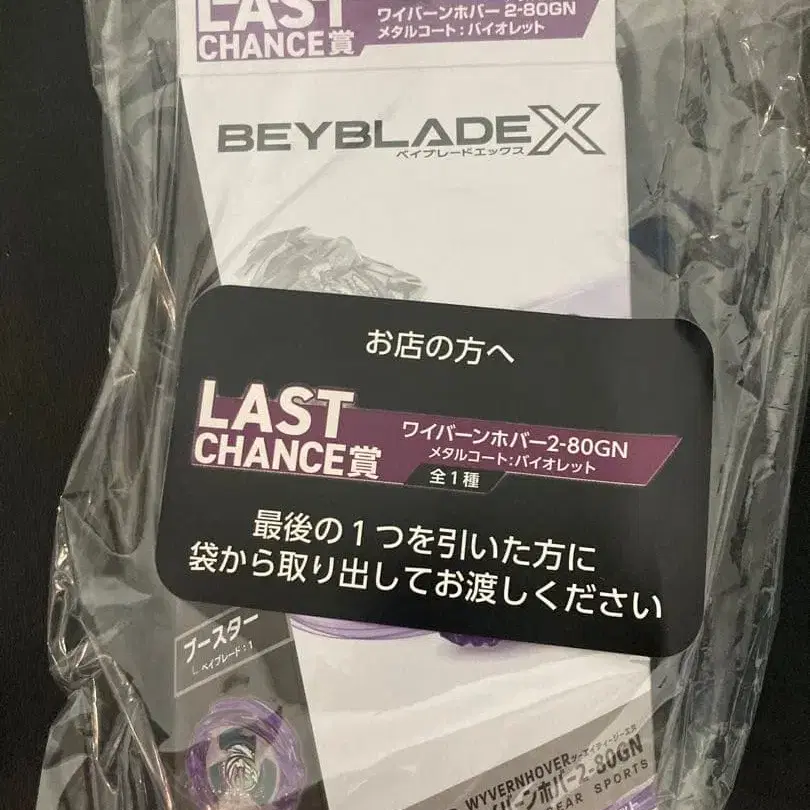 LAST
CHANCE賞
ワイバーンホバー 2-80GN
メタルコート:バイオレット
BEYBLADE X
ベイブレードエックス
お店の方へ
LAST
CHANCE賞
ワイバーンホバー2-80GN
メタルコート:バイオレット
全1種
最後の1つを引いた方に
袋から取り出してお渡しください
ブースター
ベイブレード:1
WYVERNHOVER
イバーンホバー2-80GN
GEAR SPORTS